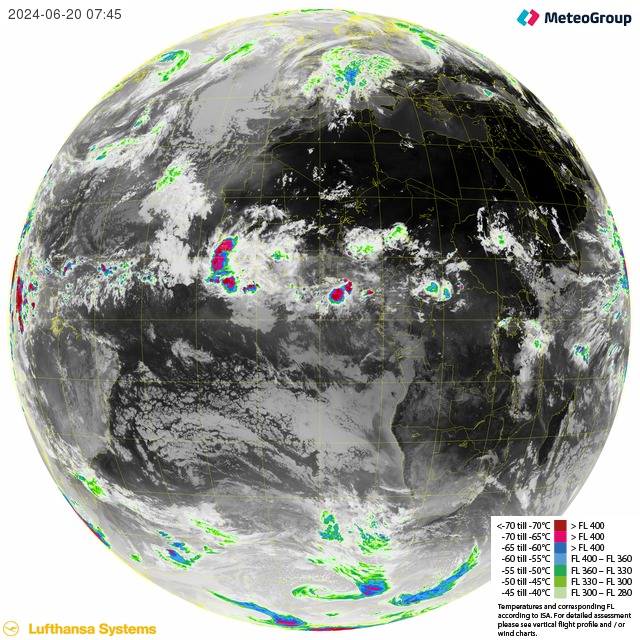 2024-06-20 07:45
MeteoGroup
<-70 till -70°C > FL 400
-70 till -65°C > FL 400
-65 till -60°C > FL 400
-60 till -55°C FL 400 – FL 360
-55 till -50°C FL 360 – FL 330
-50 till -45°C FL 330 – FL 300
-45 till -40°C FL 300 – FL 280
Temperatures and corresponding FL
according to ISA. For detailed assessment
please see vertical flight profile and / or
wind charts.
Lufthansa Systems